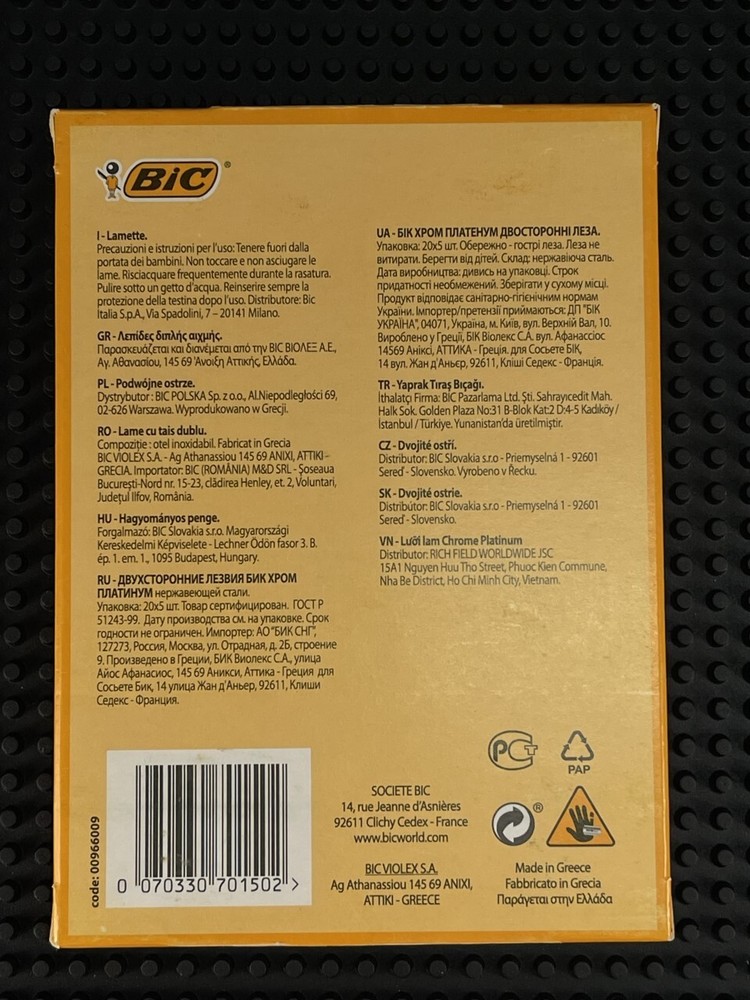 BiC®
I - Lamette.
Precauzioni e istruzioni per l'uso: Tenere fuori dalla
portata dei bambini. Non toccare e non asciugare le
lame. Risciacquare frequentemente durante la rasatura.
Pulire sotto un getto d'acqua. Reinserire sempre la
protezione della testina dopo l'uso. Distributore: Bic
Italia S.p.A., Via Spadolini, 7 – 20141 Milano.
GR - Λεπίδες διπλής αιχμής.
Παρασκευάζεται και διανέμεται από την BIC ΒΙΟΛΕΞ Α.Ε.,
Αγ. Αθανασίου, 145 69 Άνοιξη Αττικής, Ελλάδα.
PL - Podwójne ostrze.
Dystrybutor : BIC POLSKA Sp. z o.o., Al.Niepodległości 69,
02-626 Warszawa. Wyprodukowano w Grecji.
RO - Lame cu tais dublu.
Compoziţie : otel inoxidabil. Fabricat in Grecia
BIC VIOLEX S.A. - Ag Athanassiou 145 69 ANIXI, ATTIKI -
GRECIA. Importator: BIC (ROMÂNIA) M&D SRL - Şoseaua
Bucureşti-Nord nr. 15-23, clădirea Henley, et. 2, Voluntari,
Judeţul Ilfov, România.
HU - Hagyományos penge.
Forgalmazó: BIC Slovakia s.r.o. Magyarországi
Kereskedelmi Képviselete - Lechner Ödön fasor 3. B.
ép. 1. em. 1., 1095 Budapest, Hungary.
RU - ДВУХСТОРОННИЕ ЛЕЗВИЯ БИК ХРОМ
ПЛАТИНУМ нержавеющей стали.
Упаковка: 20x5 шт. Товар сертифицирован. ГОСТ Р
51243-99. Дату производства см. на упаковке. Срок
годности не ограничен. Импортер: АО "БИК СНГ",
127273, Россия, Москва, ул. Отрадная, д. 2Б, строение
9. Произведено в Греции, БИК Виолекс С.А., улица
Айос Афанасиос, 145 69 Аникси, Аттика - Греция для
Сосьете Бик, 14 улица Жан д'Аньер, 92611, Клиши
Седекс - Франция.
UA - БІК ХРОМ ПЛАТЕНУМ ДВОСТОРОННІ ЛЕЗА.
Упаковка: 20x5 шт. Обережно - гострі леза. Леза не
витирати. Берегти від дітей. Склад: нержавіюча сталь.
Дата виробництва: дивись на упаковці. Строк
придатності необмежений. Зберігати у сухому місці.
Продукт відповідає санітарно-гігієнічним нормам
України. Імпортер/претензії приймаються: ДП "БІК
УКРАЇНА", 04071, Україна, м. Київ, вул. Верхній Вал, 10.
Вироблено у Греції, БІК Віолекс С.А. вул. Афанассіос
14569 Аніксі, АТТИКА - Греція. для Сосьете БІК,
14 вул. Жан д'Аньєр, 92611, Кліші Седекс - Франція.
TR - Yaprak Tıraş Bıçağı.
İthalatçı Firma: BIC Pazarlama Ltd. Şti. Sahrayıcedit Mah.
Halk Sok. Golden Plaza No:31 B-Blok Kat:2 D:4-5 Kadıköy /
İstanbul / Türkiye. Yunanistan'da üretilmiştir.
CZ - Dvojité ostří.
Distributor: BIC Slovakia s.r.o - Priemyselná 1 - 92601
Sereď - Slovensko. Vyrobeno v Řecku.
SK - Dvojité ostrie.
Distribútor: BIC Slovakia s.r.o - Priemyselná 1 - 92601
Sereď - Slovensko.
VN - Lưỡi lam Chrome Platinum
Distributor: RICH FIELD WORLDWIDE JSC
15A1 Nguyen Huu Tho Street, Phuoc Kien Commune,
Nha Be District, Ho Chi Minh City, Vietnam.
РСТ
PAP
code: 00966009
0 070330 701502 >
SOCIETE BIC
14, rue Jeanne d'Asnières
92611 Clichy Cedex - France
www.bicworld.com
BIC VIOLEX S.A.
Ag Athanassiou 145 69 ANIXI,
ATTIKI - GREECE
®
Made in Greece
Fabbricato in Grecia
Παράγεται στην Ελλάδα